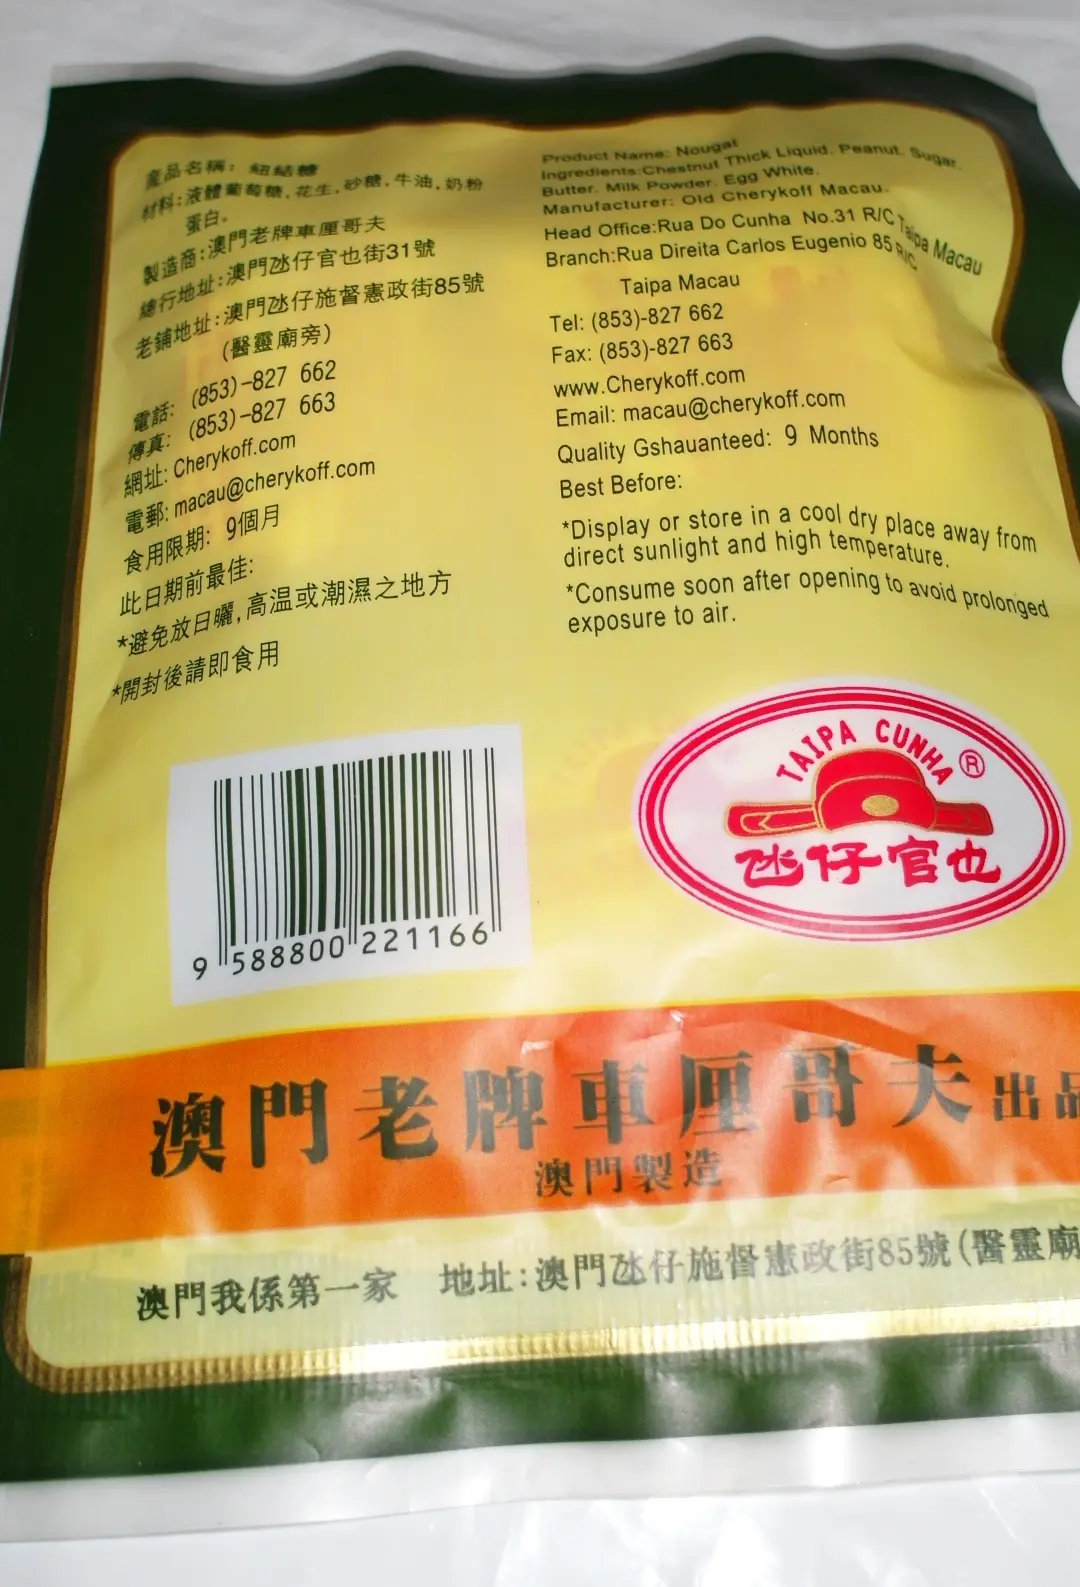 產品名稱: 紐結糖
材料:液體葡萄糖.花生.砂糖.牛油.奶粉
蛋白。
製造商:澳門老牌車厘哥夫
總行地址:澳門氹仔官也街31號
老鋪地址:澳門氹仔施督憲政街85號
(醫靈廟旁)
電話: (853)-827 662
傳真: (853)-827 663
網址: Cherykoff.com
電郵: macau@cherykoff.com
食用限期: 9個月
此日期前最佳:
*避免放日曬,高温或潮濕之地方
*開封後請即食用
Product Name: Nougat
Ingredients:Chestnut Thick Liquid. Peanut. Sugar.
Butter. Milk Powder. Egg White.
Manufacturer: Old Cherykoff Macau.
Head Office:Rua Do Cunha No.31 R/C Taipa Macau
Branch:Rua Direita Carlos Eugenio 85 R/C
Taipa Macau
Tel: (853)-827 662
Fax: (853)-827 663
www.Cherykoff.com
Email: macau@cherykoff.com
Quality Gshauanteed: 9 Months
Best Before:
*Display or store in a cool dry place away from
direct sunlight and high temperature.
*Consume soon after opening to avoid prolonged
exposure to air.
9 588800 221166
TAIPA CUNHA ®
氹仔官也
澳門老牌車厘哥夫出品
澳門製造
澳門我係第一家 地址:澳門氹仔施督憲政街85號(醫靈廟